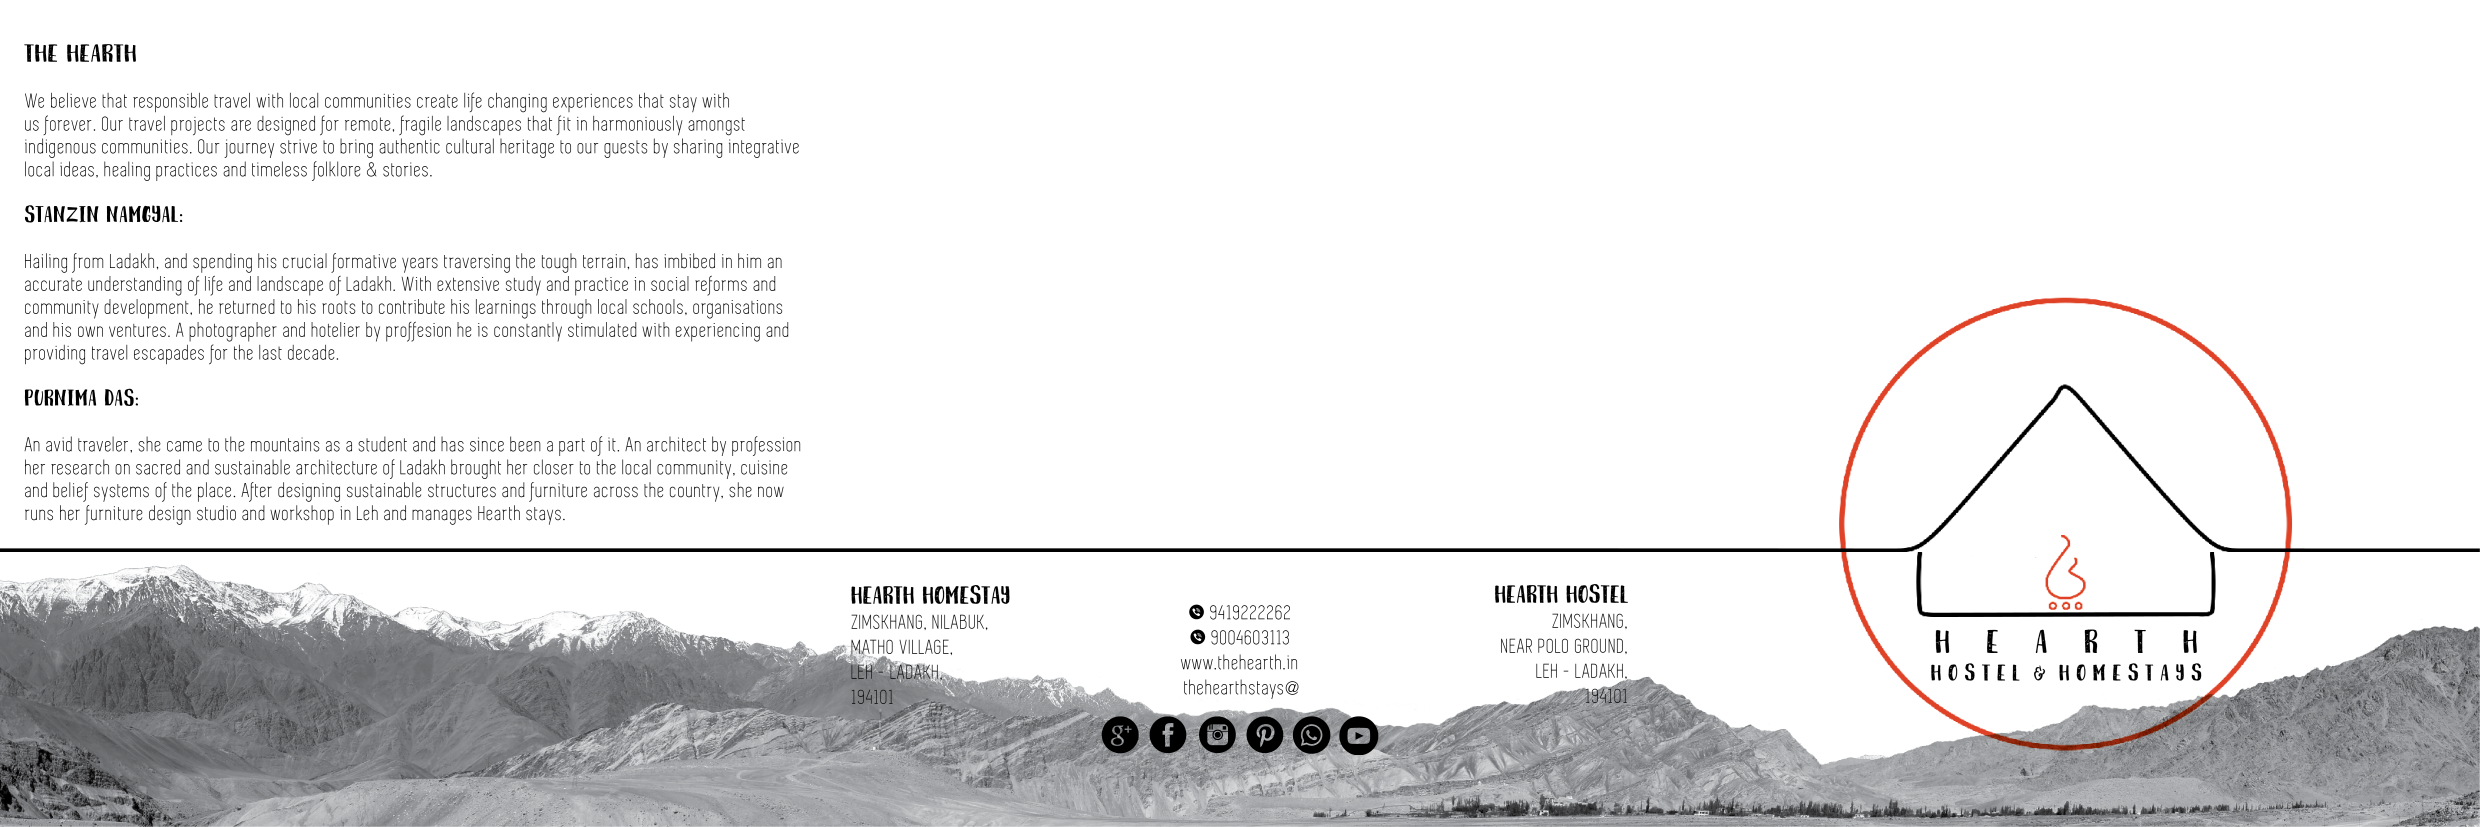 THE HEARTH
We believe that responsible travel with local communities create life changing experiences that stay with
us forever. Our travel projects are designed for remote, fragile landscapes that fit in harmoniously amongst
indigenous communities. Our journey strive to bring authentic cultural heritage to our guests by sharing integrative
local ideas, healing practices and timeless folklore & stories.
STANZIN NAMGYAL:
Hailing from Ladakh, and spending his crucial formative years traversing the tough terrain, has imbibed in him an
accurate understanding of life and landscape of Ladakh. With extensive study and practice in social reforms and
community development, he returned to his roots to contribute his learnings through local schools, organisations
and his own ventures. A photographer and hotelier by proffesion he is constantly stimulated with experiencing and
providing travel escapades for the last decade.
PURNIMA DAS:
An avid traveler, she came to the mountains as a student and has since been a part of it. An architect by profession
her research on sacred and sustainable architecture of Ladakh brought her closer to the local community, cuisine
and belief systems of the place. After designing sustainable structures and furniture across the country, she now
runs her furniture design studio and workshop in Leh and manages Hearth stays.
HEARTH HOMESTAY
ZIMSKHANG, NILABUK,
MATHO VILLAGE,
LEH - LADAKH,
194101
9419222262
9004603113
www.thehearth.in
thehearthstays@
g+ f
HEARTH HOSTEL
ZIMSKHANG,
NEAR POLO GROUND,
LEH - LADAKH,
194101
HEARTH
HOSTEL & HOMESTAYS